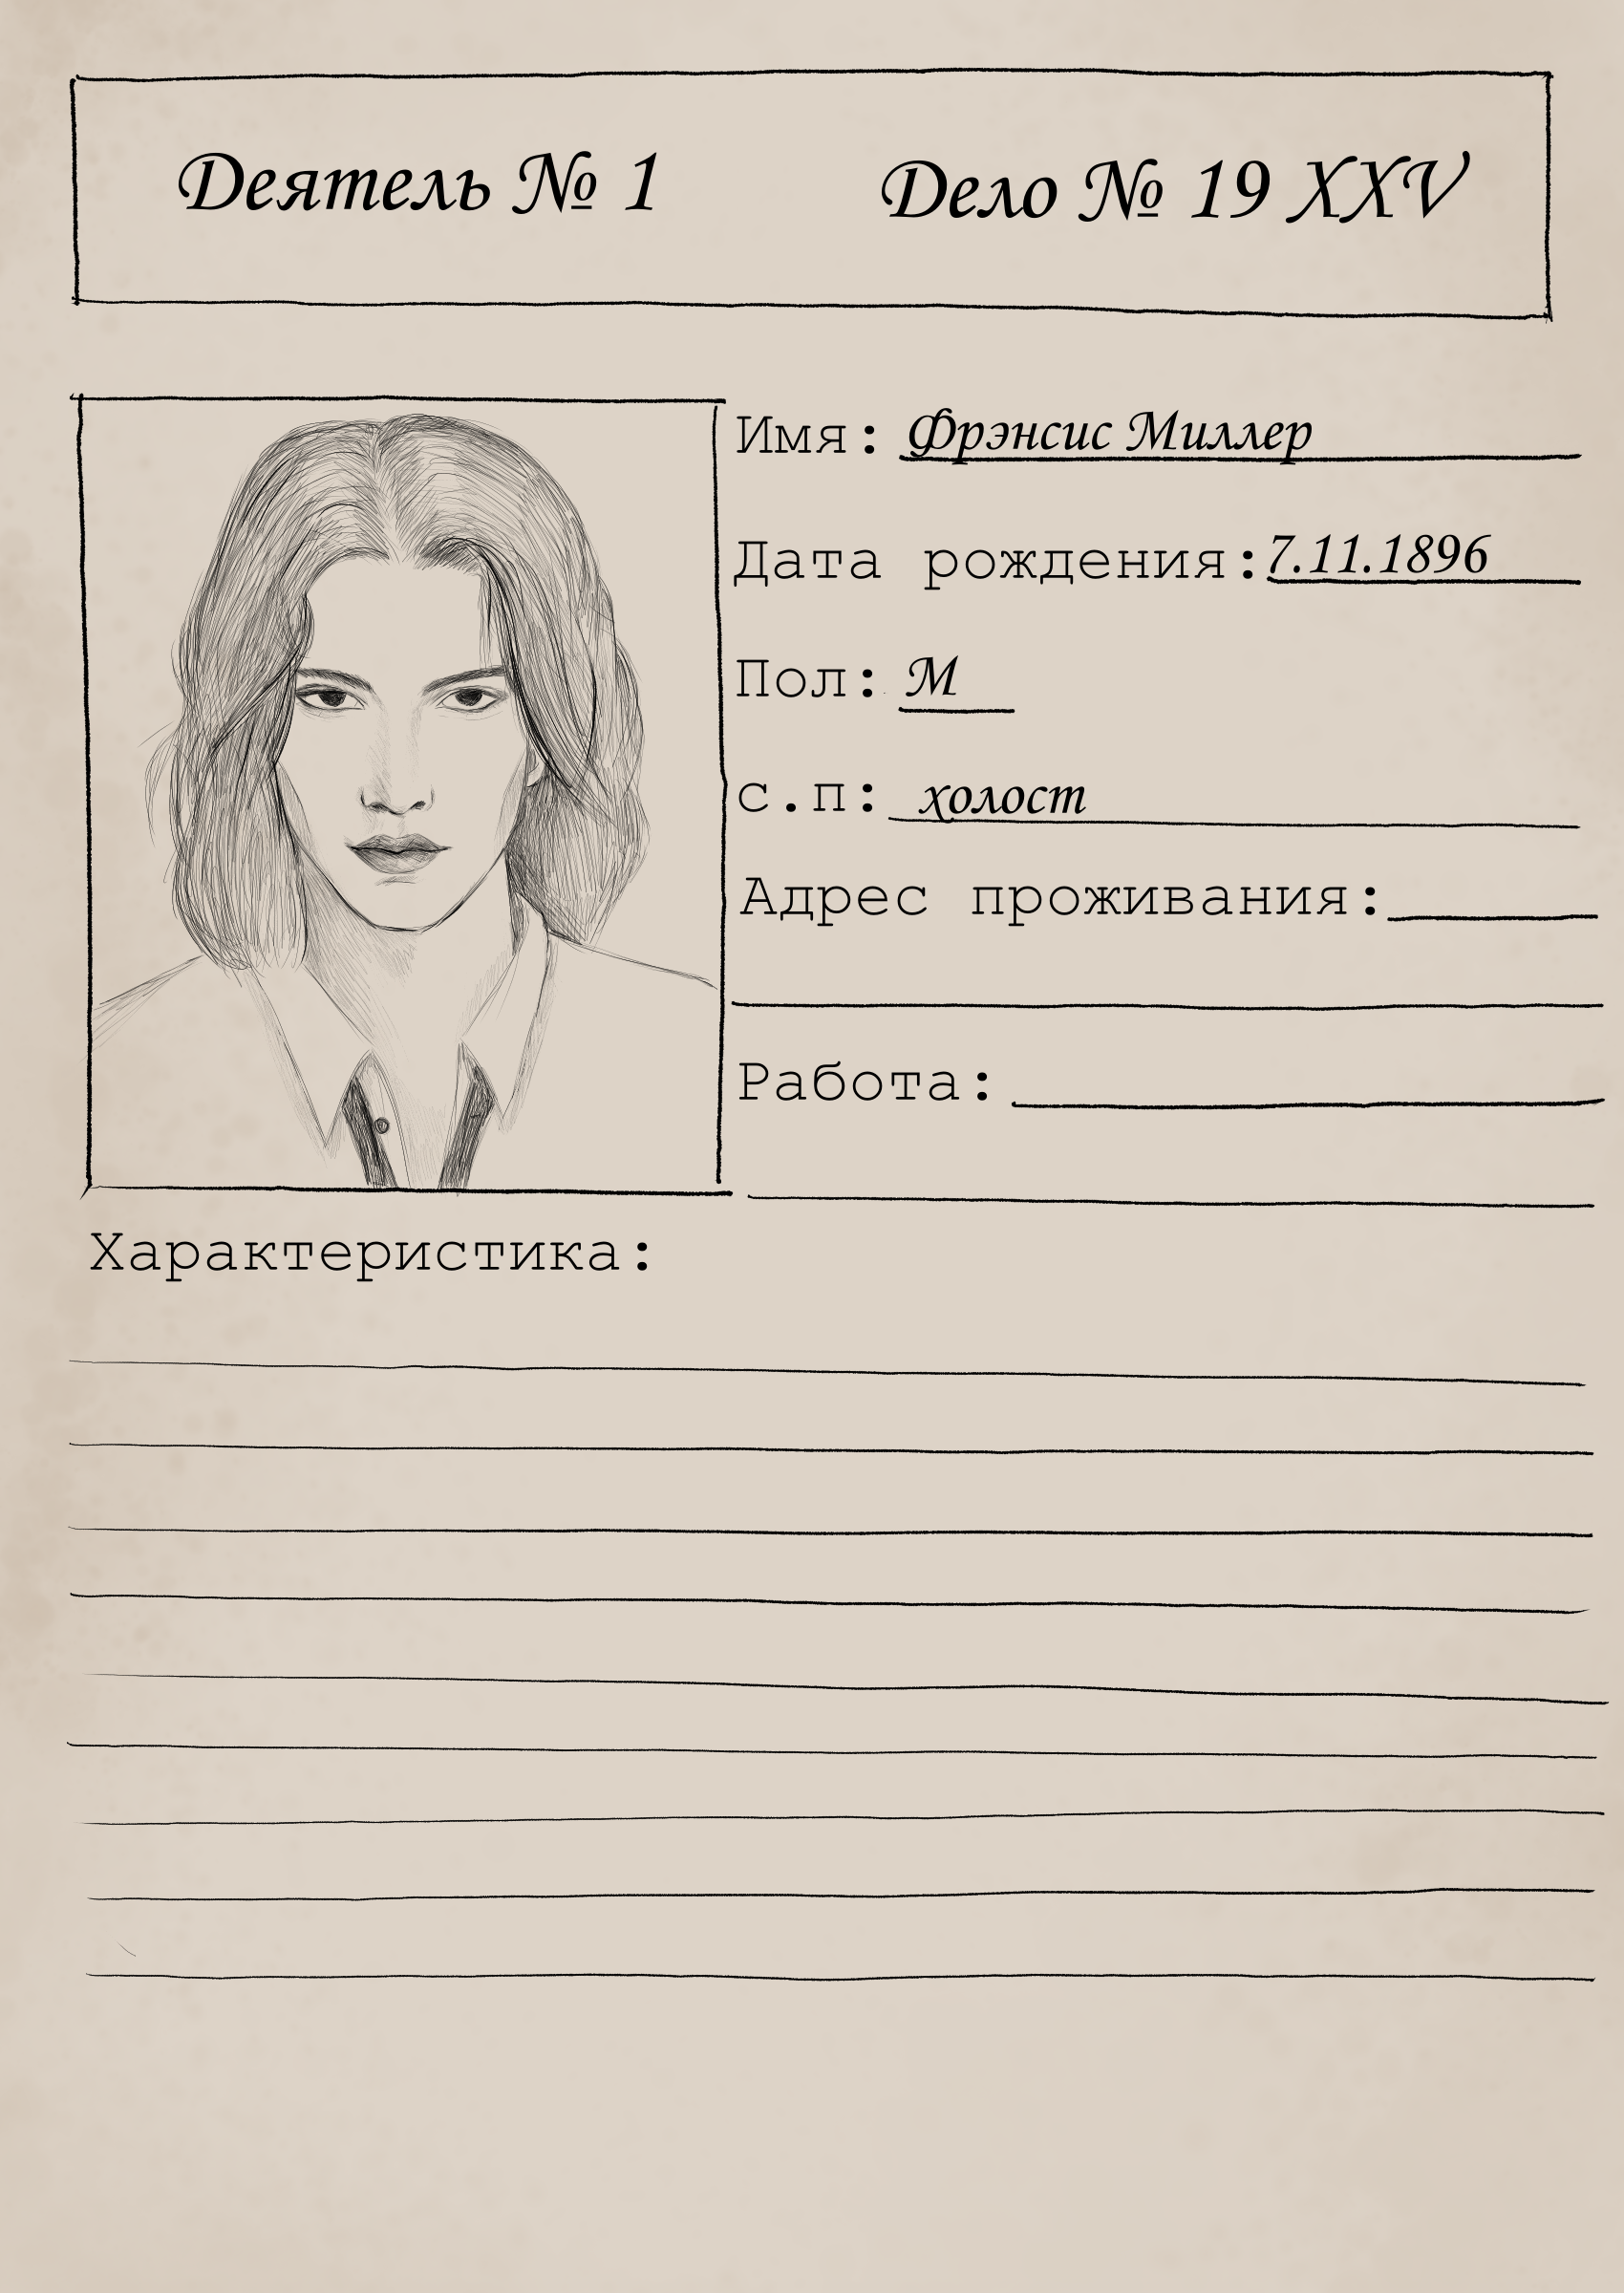 Деятель № 1 Дело № 19 XXV
Имя: Фрэнсис Миллер
Дата рождения: 7.11.1896
Пол: М
с.п: холост
Адрес проживания:
Работа:
Характеристика: